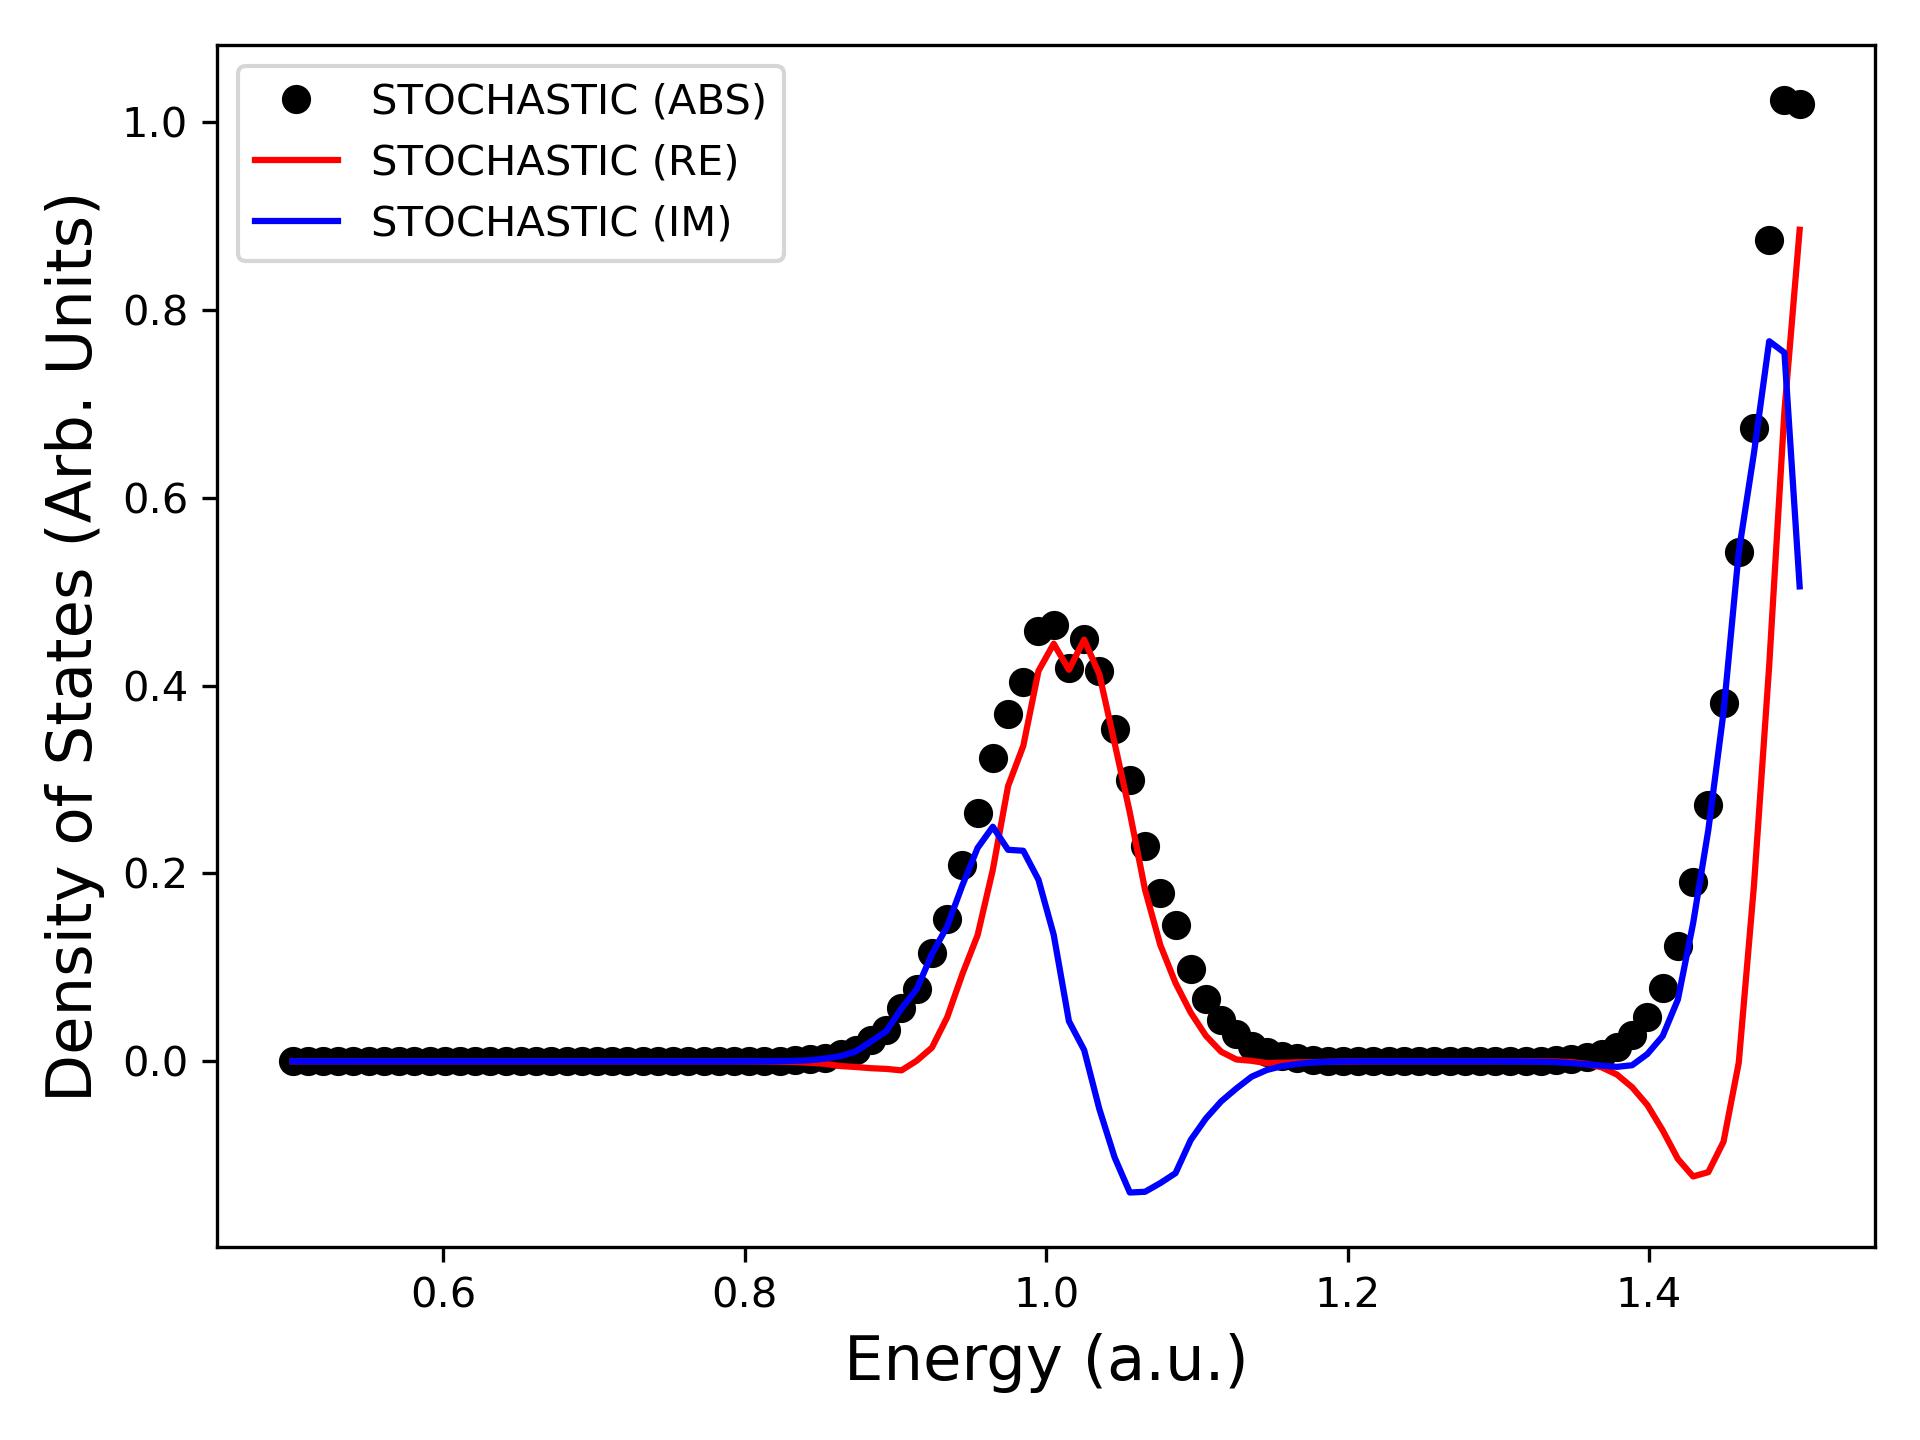 STOCHASTIC (ABS)
STOCHASTIC (RE)
STOCHASTIC (IM)
Density of States (Arb. Units)
1.0
0.8
0.6
0.4
0.2
0.0
0.6 0.8 1.0 1.2 1.4
Energy (a.u.)